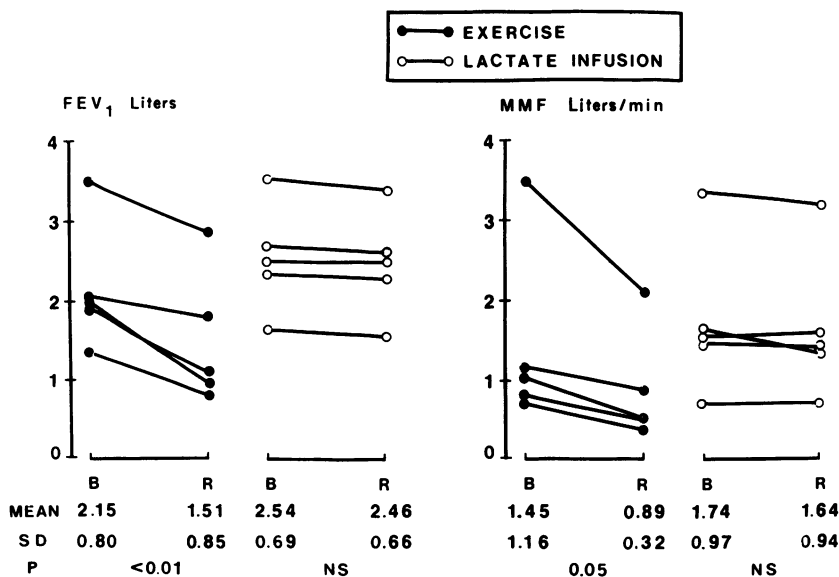 EXERCISE
LACTATE INFUSION
FEV1 Liters
MMF Liters/min
4 4
3 3
2 2
1 1
0 0
B R B R B R B R
MEAN 2.15 1.51 2.54 2.46 1.45 0.89 1.74 1.64
SD 0.80 0.85 0.69 0.66 1.16 0.32 0.97 0.94
P <0.01 NS 0.05 NS